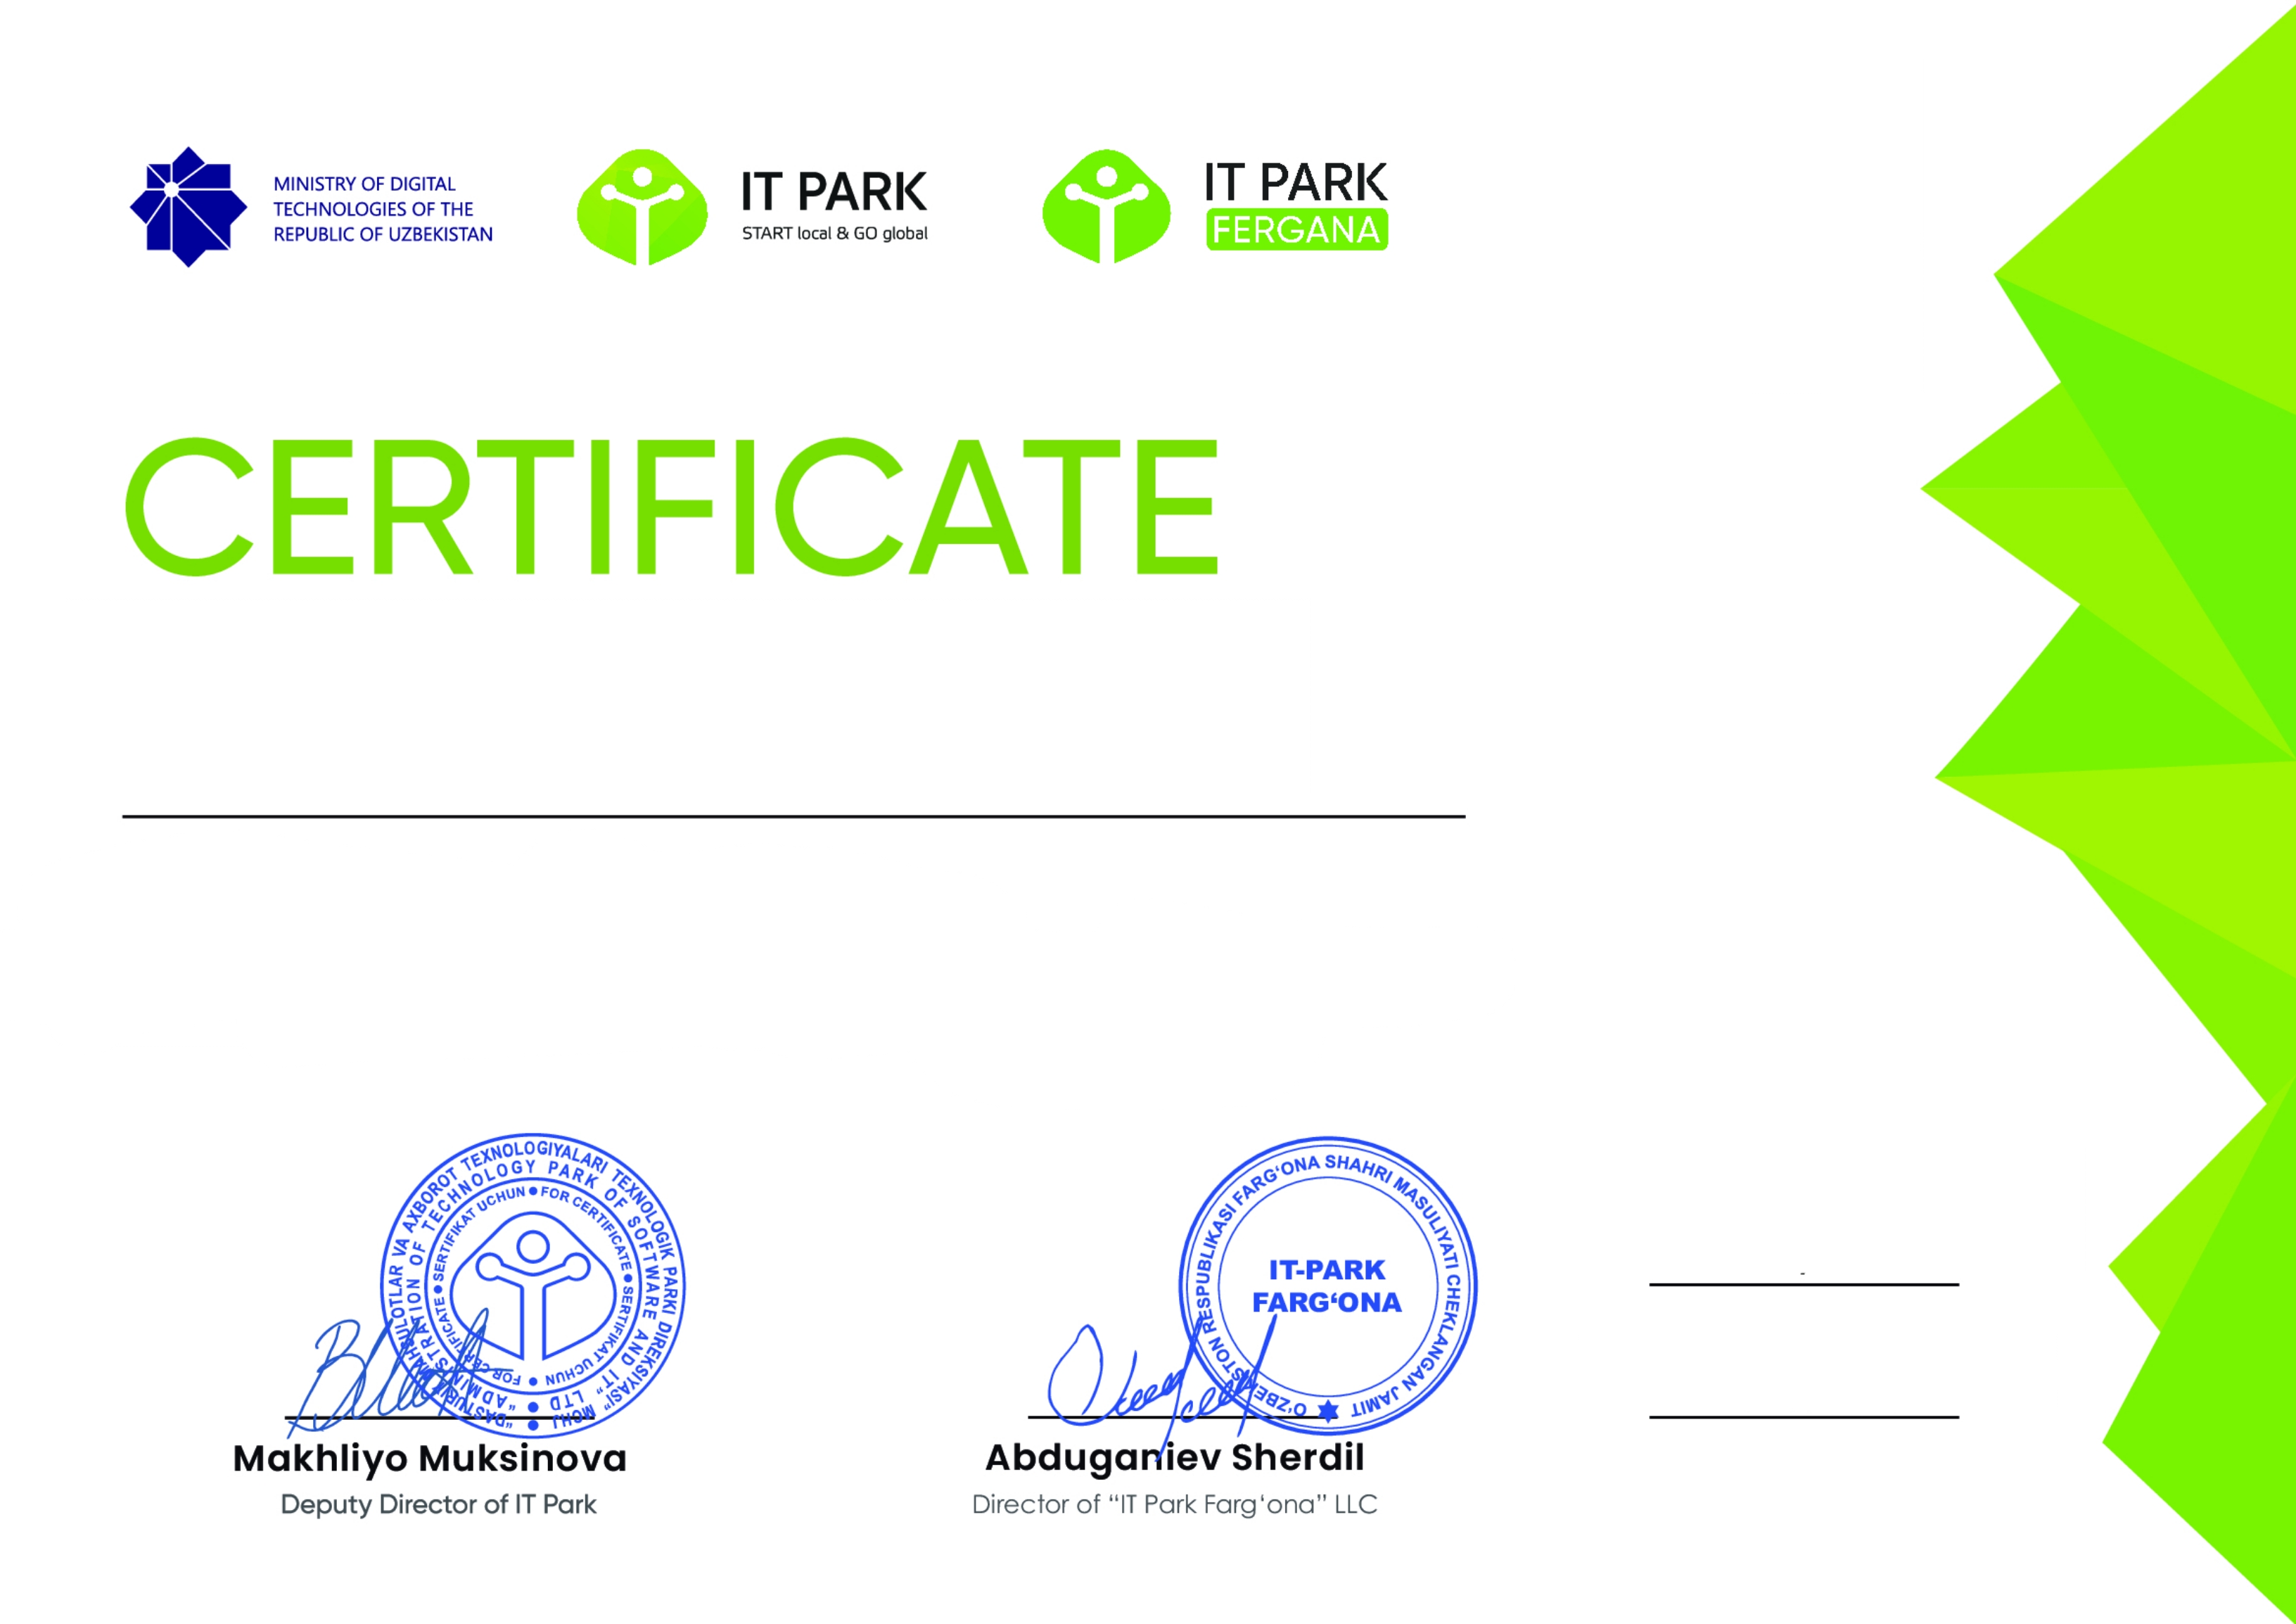 MINISTRY OF DIGITAL
TECHNOLOGIES OF THE
REPUBLIC OF UZBEKISTAN
IT PARK
START local & GO global
IT PARK
FERGANA
CERTIFICATE
"DASTURIY MAHSULOTLAR VA AXBOROT TEXNOLOGIYALARI TEXNOLOGIK PARKI DIREKSIYASI" MCHJ
"ADMINISTRATION OF TECHNOLOGY PARK OF SOFTWARE AND IT" LTD
SERTIFIKAT UCHUN • FOR CERTIFICATE • SERTIFIKAT UCHUN • FOR CERTIFICATE
O'ZBEKISTON RESPUBLIKASI FARG‘ONA SHAHRI MASULIYATI CHEKLANGAN JAMIT
IT-PARK
FARG‘ONA
-
Makhliyo Muksinova
Deputy Director of IT Park
Abduganiev Sherdil
Director of “IT Park Farg‘ona” LLC